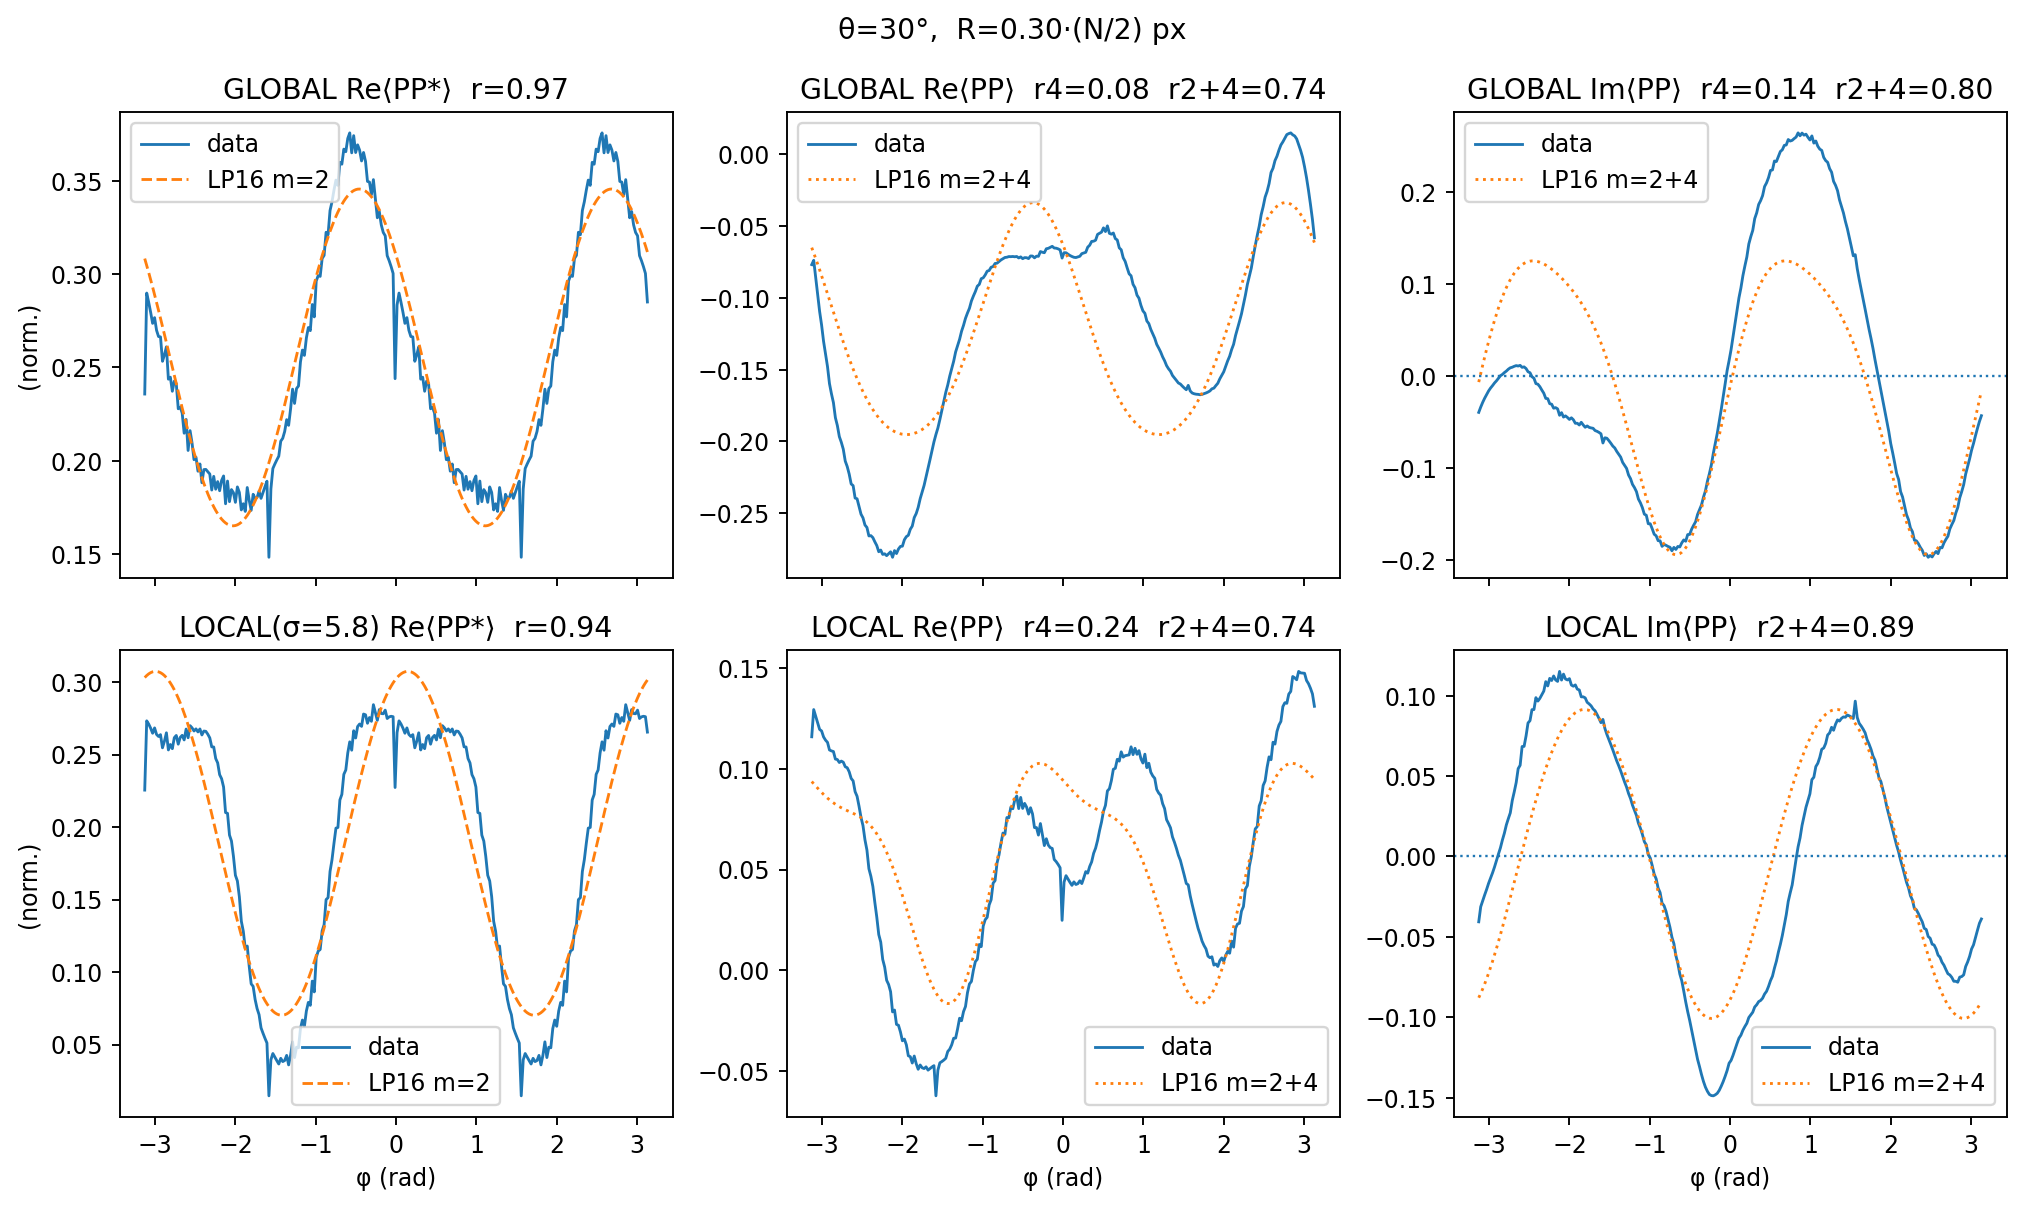 θ=30°,  R=0.30·(N/2) px
GLOBAL Re⟨PP*⟩  r=0.97
data
LP16 m=2
0.35
0.30
0.25
0.20
0.15
(norm.)
−3 −2 −1 0 1 2 3
GLOBAL Re⟨PP⟩  r4=0.08  r2+4=0.74
data
LP16 m=2+4
0.00
−0.05
−0.10
−0.15
−0.20
−0.25
GLOBAL Im⟨PP⟩  r4=0.14  r2+4=0.80
data
LP16 m=2+4
0.2
0.1
0.0
−0.1
−0.2
LOCAL(σ=5.8) Re⟨PP*⟩  r=0.94
0.30
0.25
0.20
0.15
0.10
0.05
(norm.)
data
LP16 m=2
φ (rad)
LOCAL Re⟨PP⟩  r4=0.24  r2+4=0.74
0.15
0.10
0.05
0.00
−0.05
data
LP16 m=2+4
−3 −2 −1 0 1 2 3
φ (rad)
LOCAL Im⟨PP⟩  r2+4=0.89
0.10
0.05
0.00
−0.05
−0.10
−0.15
data
LP16 m=2+4
−3 −2 −1 0 1 2 3
φ (rad)